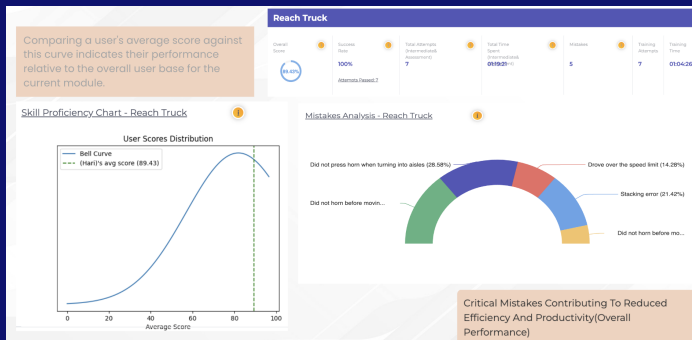 Comparing a user's average score against
this curve indicates their performance
relative to the overall user base for the
current module.
Reach Truck
Overall
Score
89.43%
Success
Rate
100%
Attempts Passed: 7
Total Attempts
(Intermediate&
Assessment)
7
Total Time
Spent
(Intermediate&
01:19:21
Mistakes
5
Training
Attempts
7
Training
Time
01:04:26
Skill Proficiency Chart - Reach Truck
User Scores Distribution
Bell Curve
(Hari's avg score (89.43)
0 20 40 60 80 100
Average Score
Mistakes Analysis - Reach Truck
Did not press horn when turning into aisles (28.58%)
Drove over the speed limit (14.28%)
Did not horn before movin...
Stacking error (21.42%)
Did not horn before mo...
Critical Mistakes Contributing To Reduced
Efficiency And Productivity(Overall
Performance)